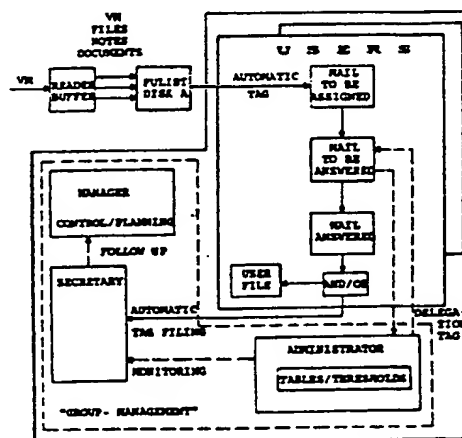 VM
FILES
NOTES
DOCUMENTS
USERS
VM
READER
BUFFER
FULIST
DISK A
AUTOMATIC
TAG
MAIL
TO BE
ASSIGNED
MAIL
TO BE
ANSWERED
MAIL
ANSWERED
USER
FILE
AND/OR
MANAGER
CONTROL/PLANNING
FOLLOW UP
SECRETARY
AUTOMATIC
TAG FILING
MONITORING
DELEGA-
TION
TAG
ADMINISTRATOR
TABLES/THRESHOLDS
"GROUP- MANAGEMENT"